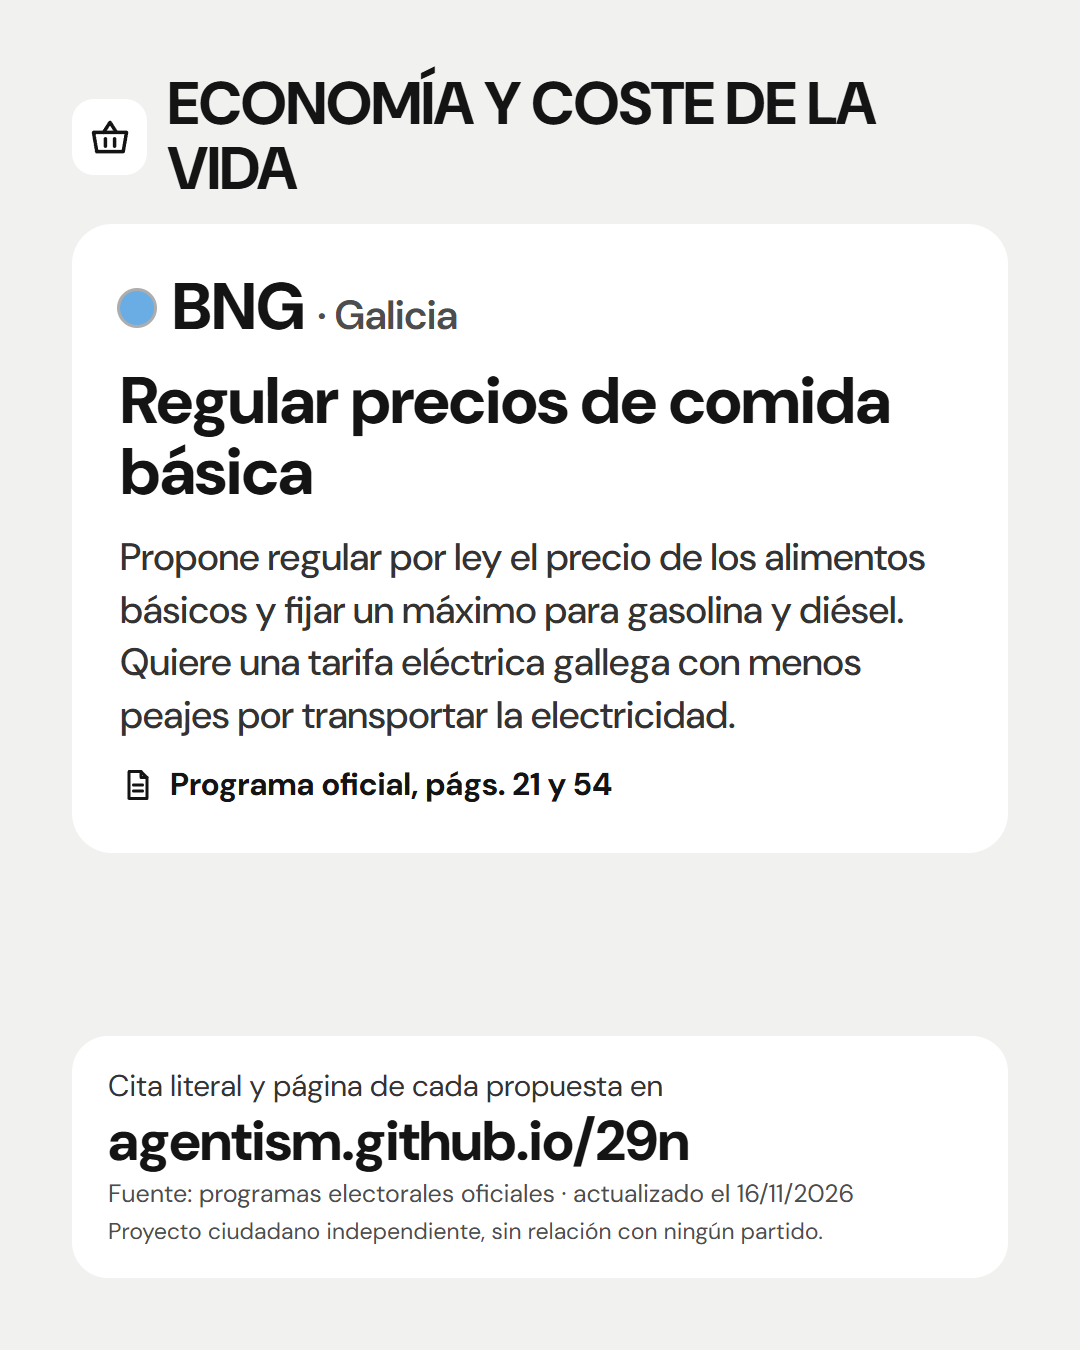 ECONOMÍA Y COSTE DE LA
VIDA
BNG · Galicia
Regular precios de comida
básica
Propone regular por ley el precio de los alimentos
básicos y fijar un máximo para gasolina y diésel.
Quiere una tarifa eléctrica gallega con menos
peajes por transportar la electricidad.
Programa oficial, págs. 21 y 54
Cita literal y página de cada propuesta en
agentism.github.io/29n
Fuente: programas electorales oficiales · actualizado el 16/11/2026
Proyecto ciudadano independiente, sin relación con ningún partido.